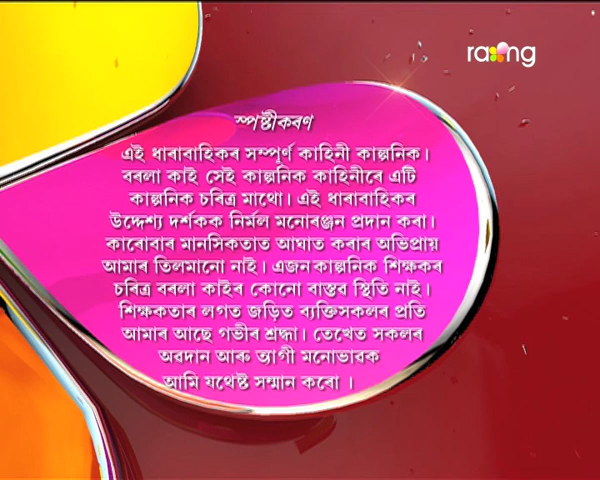 rang
স্পষ্টীকৰণ
এই ধাৰাবাহিকৰ সম্পূৰ্ণ কাহিনী কাল্পনিক।
বৰলা কাই সেই কাল্পনিক কাহিনীৰে এটি
কাল্পনিক চৰিত্ৰ মাথো। এই ধাৰাবাহিকৰ
উদ্দেশ্য দৰ্শকক নিৰ্মল মনোৰঞ্জন প্ৰদান কৰা।
কাৰোবাৰ মানসিকতাত আঘাত কৰাৰ অভিপ্ৰায়
আমাৰ তিলমানো নাই। এজন কাল্পনিক শিক্ষকৰ
চৰিত্ৰ বৰলা কাইৰ কোনো বাস্তৱ স্থিতি নাই।
শিক্ষকতাৰ লগত জড়িত ব্যক্তিসকলৰ প্ৰতি
আমাৰ আছে গভীৰ শ্ৰদ্ধা। তেখেত সকলৰ
অৱদান আৰু ত্যাগী মনোভাৱক
আমি যথেষ্ট সন্মান কৰো ।